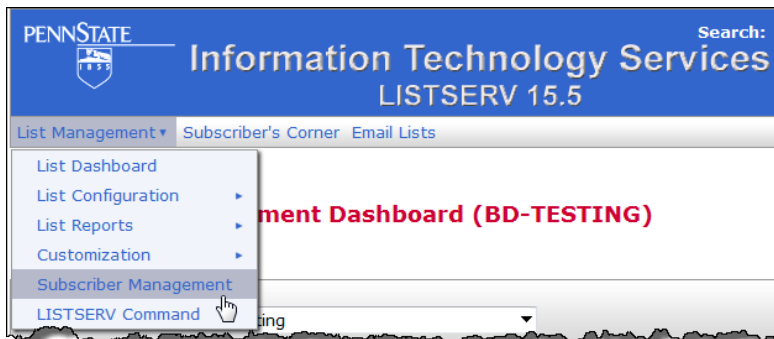 PENNSTATE
1855
Search:
Information Technology Services
LISTSERV 15.5
List Management Subscriber's Corner Email Lists
List Dashboard
List Configuration
List Reports
Customization
Subscriber Management
LISTSERV Command
ment Dashboard (BD-TESTING)
ting